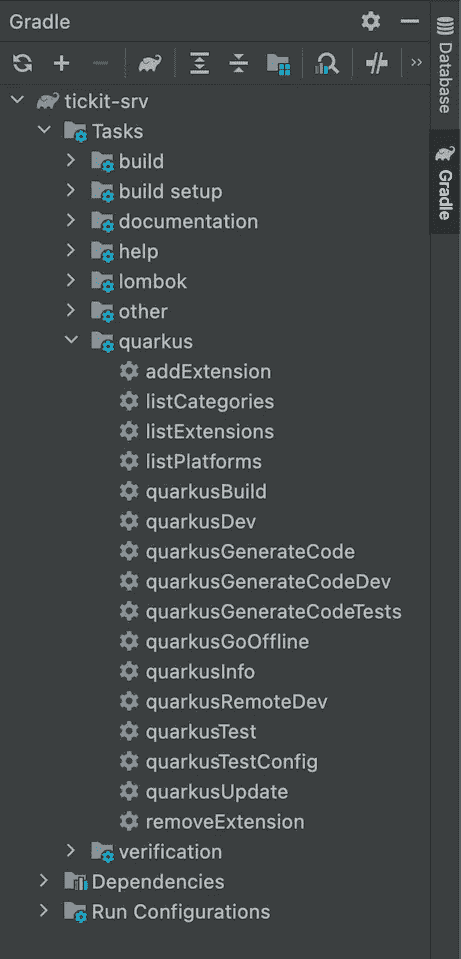 Gradle
tickit-srv
Tasks
build
build setup
documentation
help
lombok
other
quarkus
addExtension
listCategories
listExtensions
listPlatforms
quarkusBuild
quarkusDev
quarkusGenerateCode
quarkusGenerateCodeDev
quarkusGenerateCodeTests
quarkusGoOffline
quarkusInfo
quarkusRemoteDev
quarkusTest
quarkusTestConfig
quarkusUpdate
removeExtension
verification
Dependencies
Run Configurations
Database
Gradle